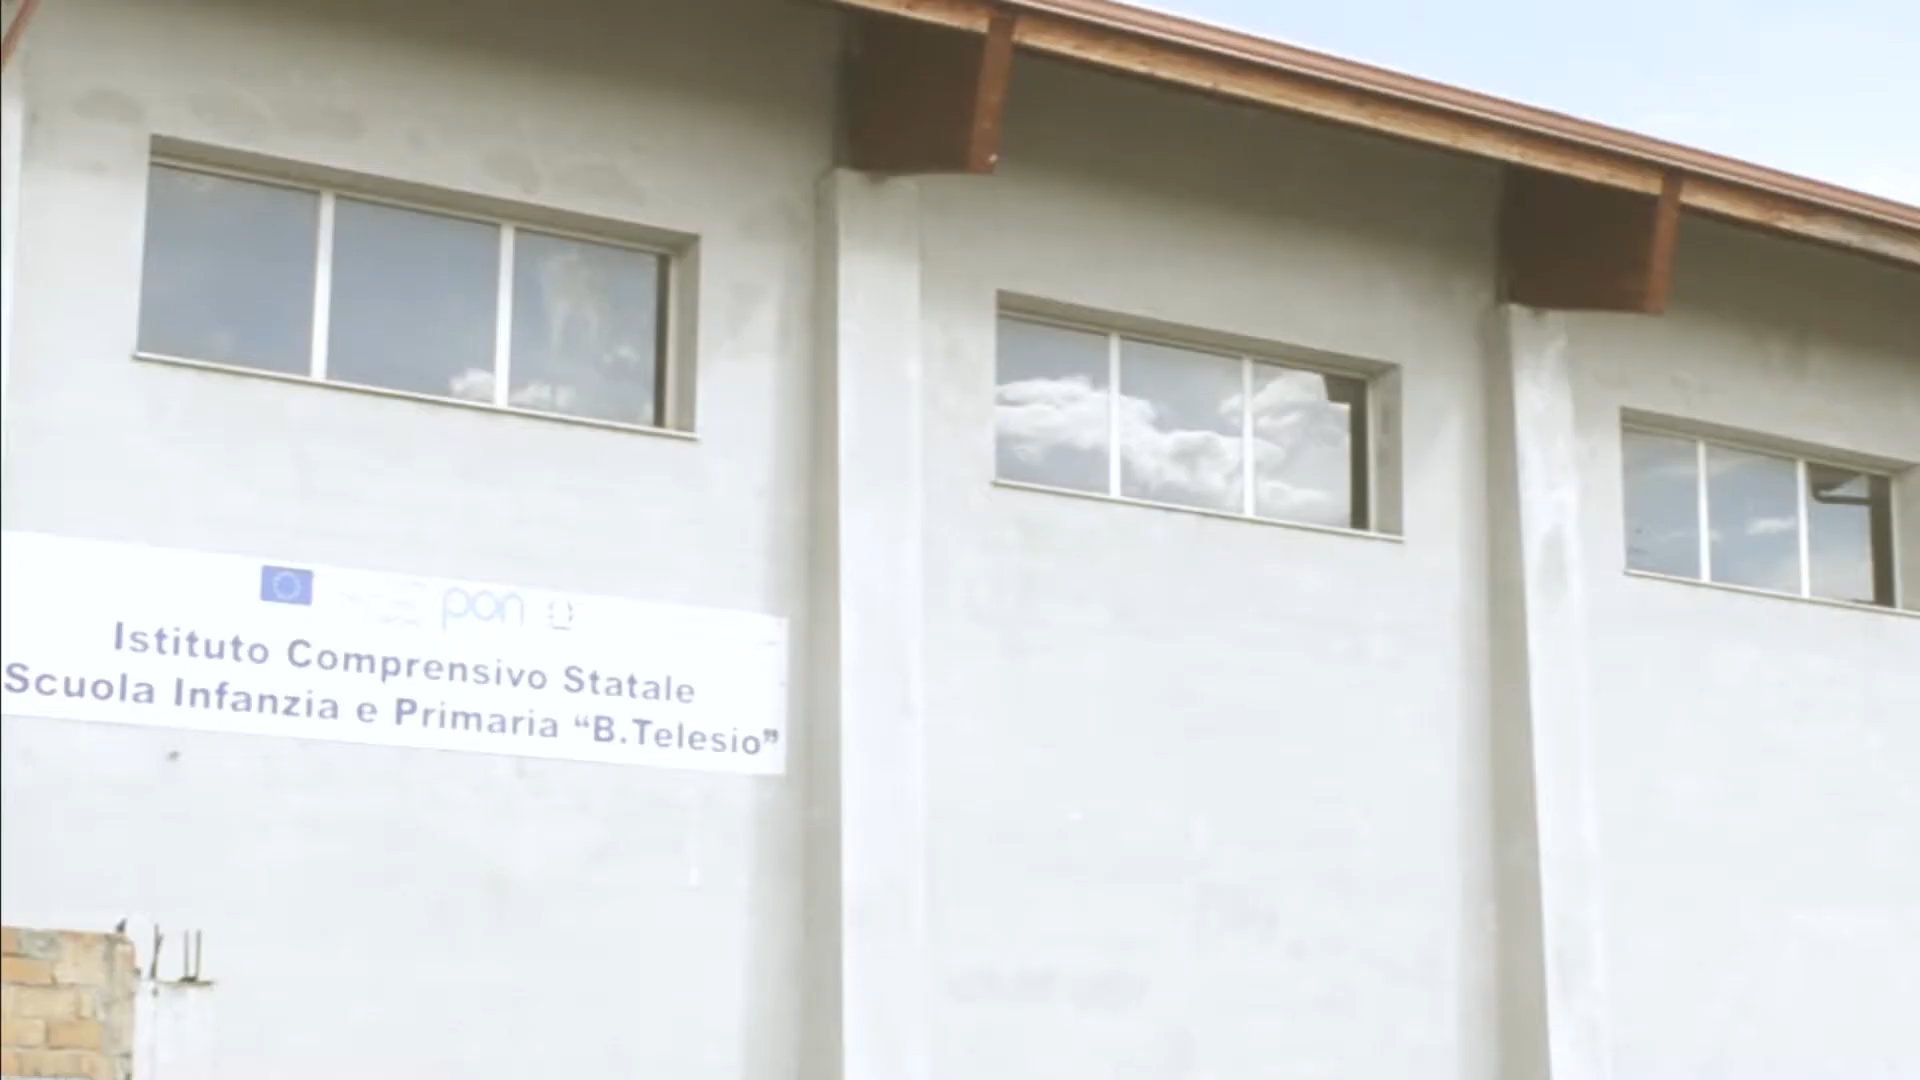 pon
Istituto Comprensivo Statale
Scuola Infanzia e Primaria “B.Telesio”